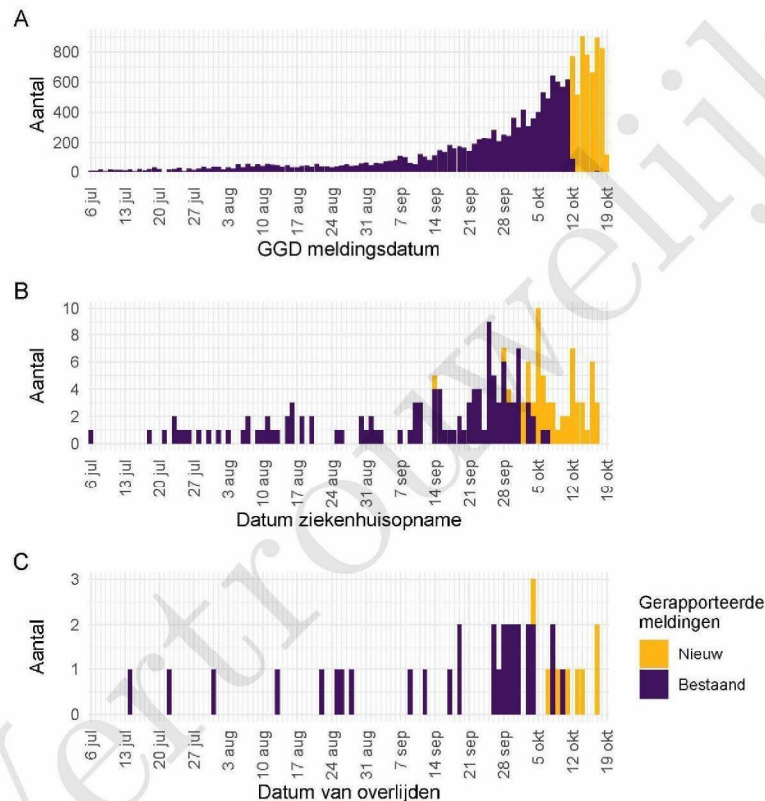 A
Aantal
800
600
400
200
0
6 jul 13 jul 20 jul 27 jul 3 aug 10 aug 17 aug 24 aug 31 aug 7 sep 14 sep 21 sep 28 sep 5 okt 12 okt 19 okt
GGD meldingsdatum
B
Aantal
10
8
6
4
2
0
6 jul 13 jul 20 jul 27 jul 3 aug 10 aug 17 aug 24 aug 31 aug 7 sep 14 sep 21 sep 28 sep 5 okt 12 okt 19 okt
Datum ziekenhuisopname
C
Aantal
3
2
1
0
6 jul 13 jul 20 jul 27 jul 3 aug 10 aug 17 aug 24 aug 31 aug 7 sep 14 sep 21 sep 28 sep 5 okt 12 okt 19 okt
Datum van overlijden
Gerapporteerde
meldingen
Nieuw
Bestaand
Vertrouwelijk